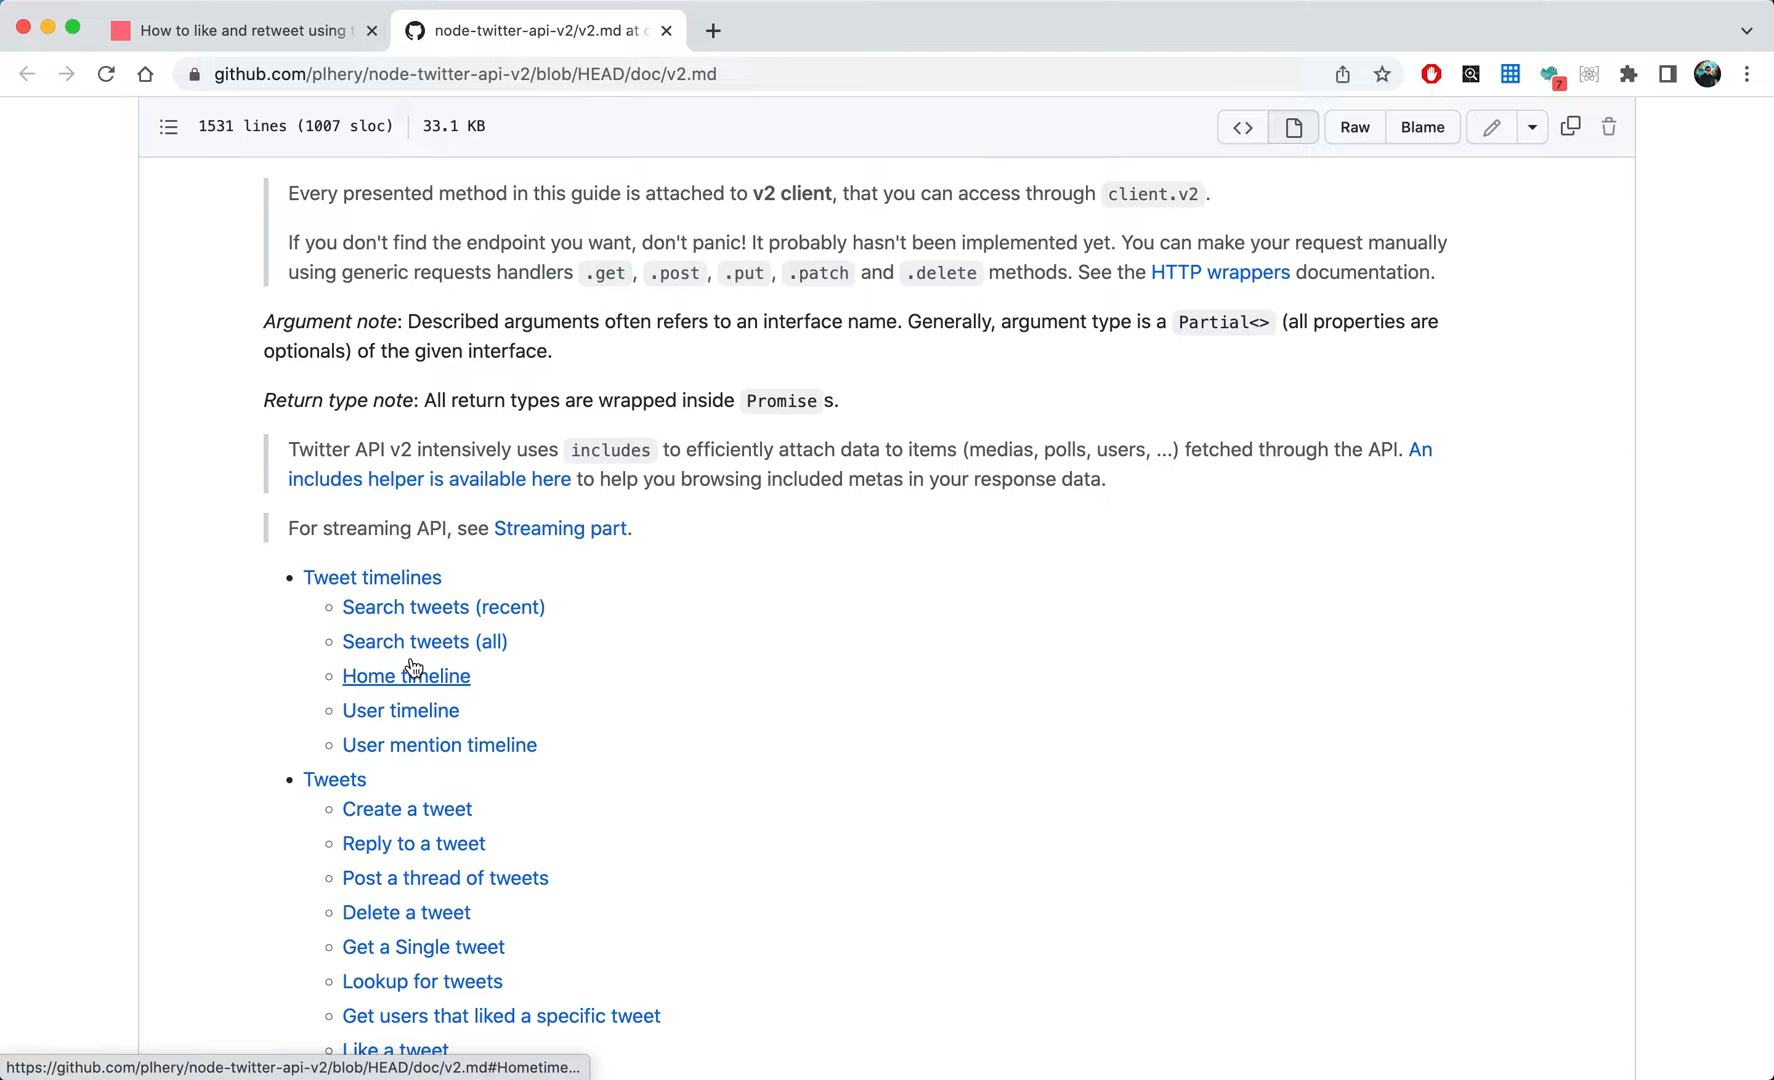 How to like and retweet using
node-twitter-api-v2/v2.md at
github.com/plhery/node-twitter-api-v2/blob/HEAD/doc/v2.md
7
1531 lines (1007 sloc) 33.1 KB
Raw Blame
Every presented method in this guide is attached to v2 client, that you can access through client.v2 .
If you don't find the endpoint you want, don't panic! It probably hasn't been implemented yet. You can make your request manually
using generic requests handlers .get , .post , .put , .patch and .delete methods. See the HTTP wrappers documentation.
Argument note: Described arguments often refers to an interface name. Generally, argument type is a Partial<> (all properties are
optionals) of the given interface.
Return type note: All return types are wrapped inside Promise s.
Twitter API v2 intensively uses includes to efficiently attach data to items (medias, polls, users, ...) fetched through the API. An
includes helper is available here to help you browsing included metas in your response data.
For streaming API, see Streaming part.
Tweet timelines
Search tweets (recent)
Search tweets (all)
Home timeline
User timeline
User mention timeline
Tweets
Create a tweet
Reply to a tweet
Post a thread of tweets
Delete a tweet
Get a Single tweet
Lookup for tweets
Get users that liked a specific tweet
Like a tweet
https://github.com/plhery/node-twitter-api-v2/blob/HEAD/doc/v2.md#Hometime...